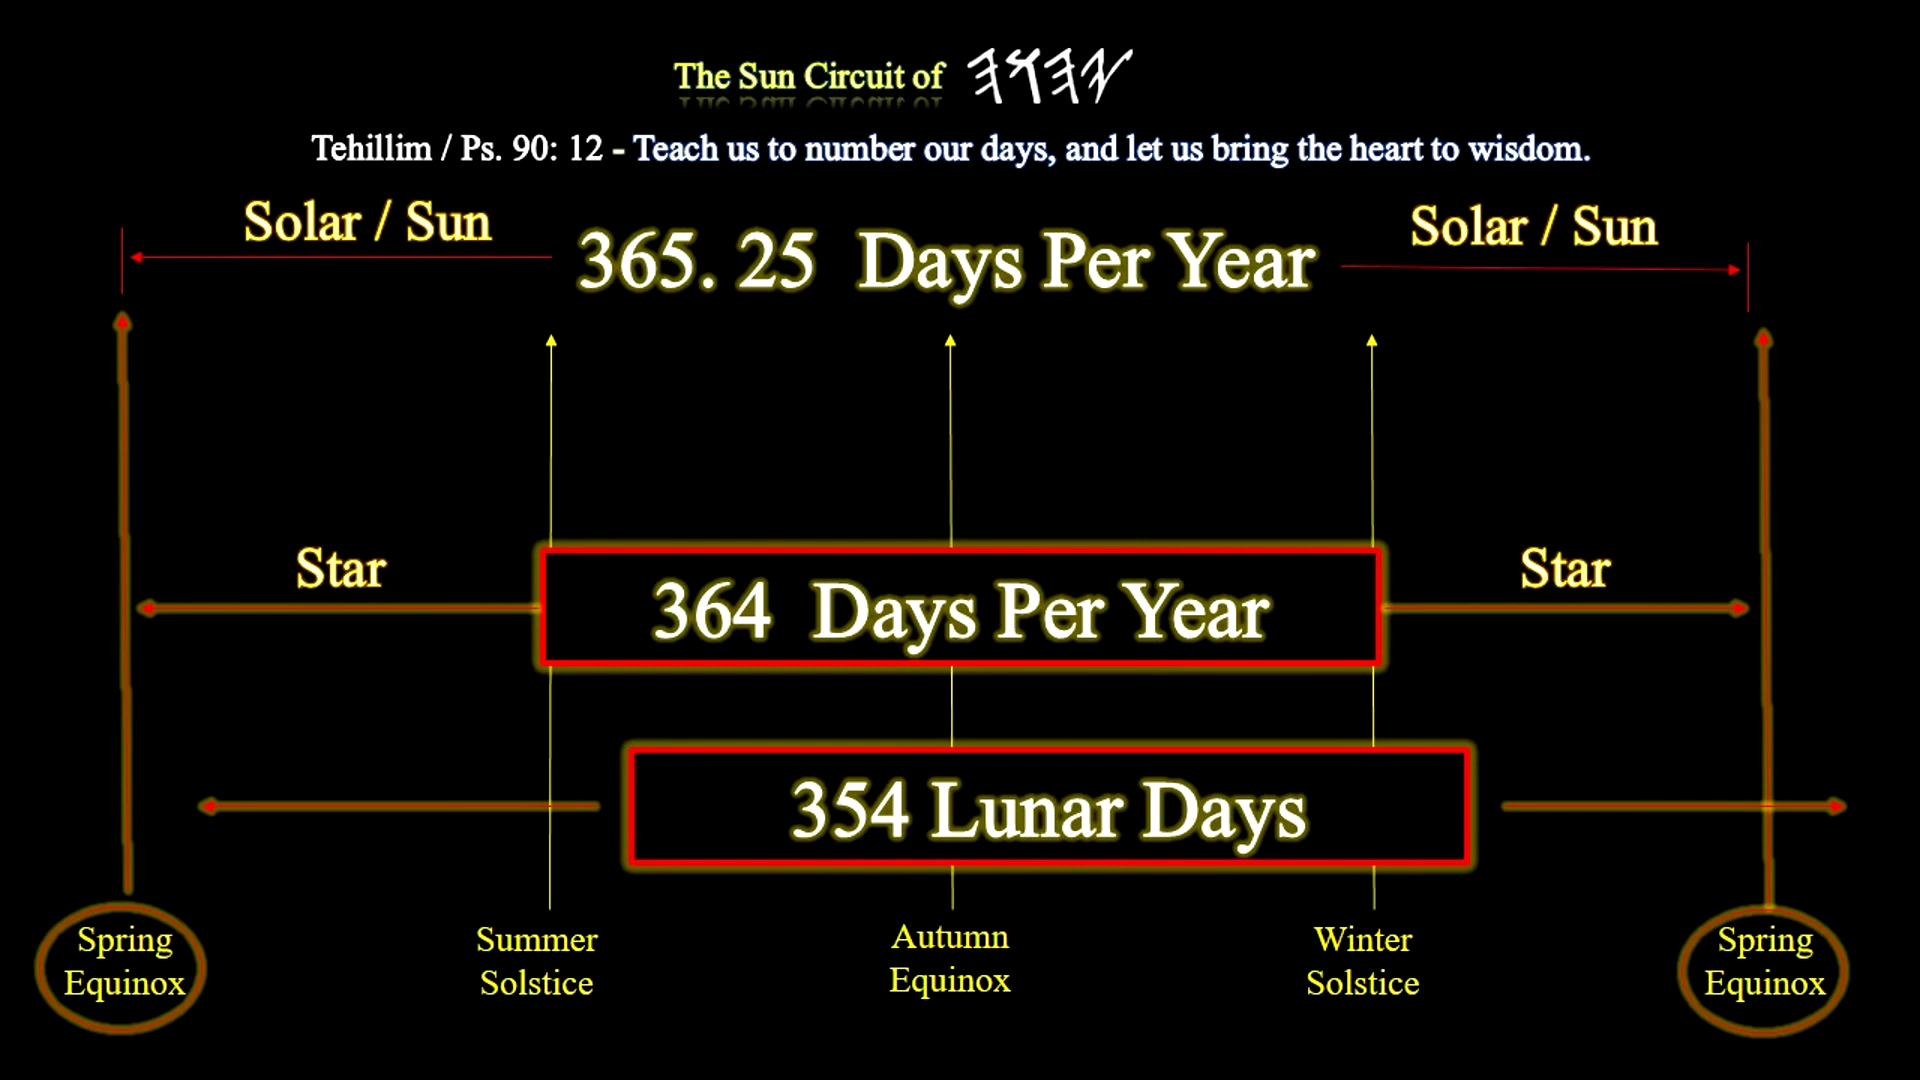 The Sun Circuit of 𐤉𐤄𐤅𐤄
Tehillim / Ps. 90: 12 - Teach us to number our days, and let us bring the heart to wisdom.
Solar / Sun
365. 25 Days Per Year
Solar / Sun
Star
364 Days Per Year
Star
354 Lunar Days
Spring
Equinox
Summer
Solstice
Autumn
Equinox
Winter
Solstice
Spring
Equinox